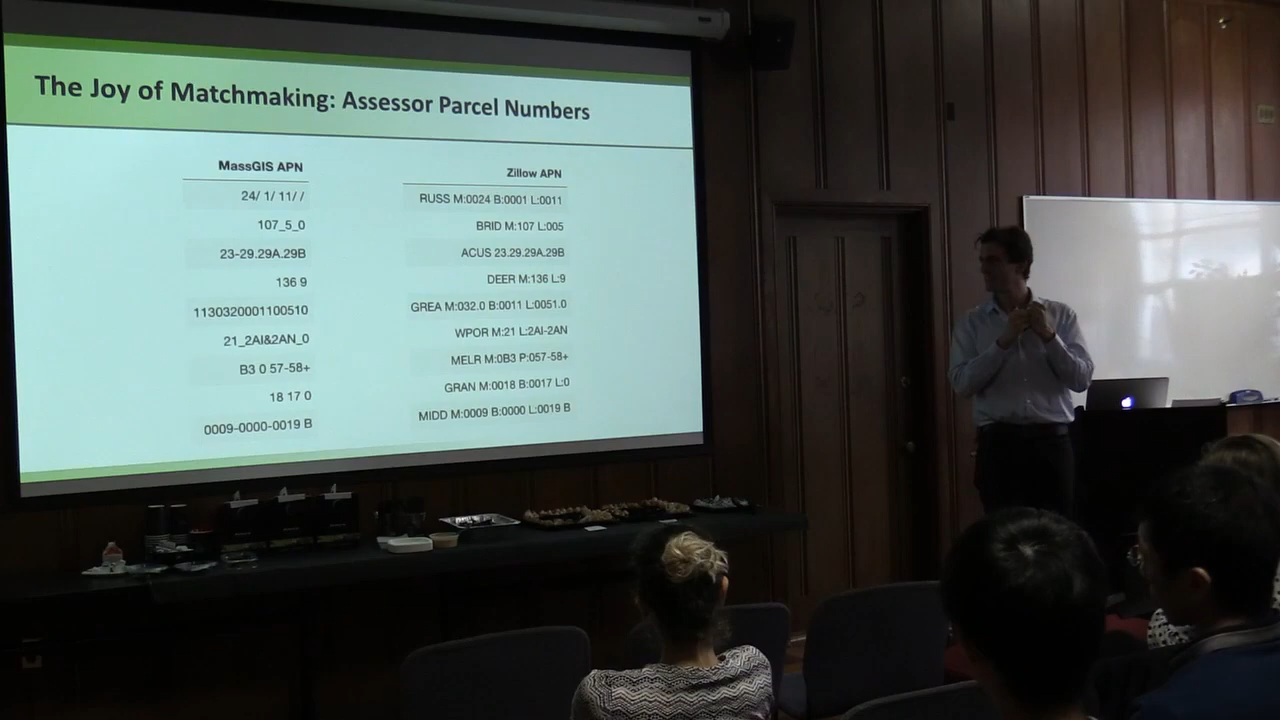 The Joy of Matchmaking: Assessor Parcel Numbers
MassGIS APN Zillow APN
24/ 1/ 11/ / RUSS M:0024 B:0001 L:0011
107_5_0 BRID M:107 L:005
23-29.29A.29B ACUS 23.29.29A.29B
136 9 DEER M:136 L:9
1130320001100510 GREA M:032.0 B:0011 L:0051.0
21_2AI&2AN_0 WPOR M:21 L:2AI-2AN
B3 0 57-58+ MELR M:0B3 P:057-58+
18 17 0 GRAN M:0018 B:0017 L:0
0009-0000-0019 B MIDD M:0009 B:0000 L:0019 B